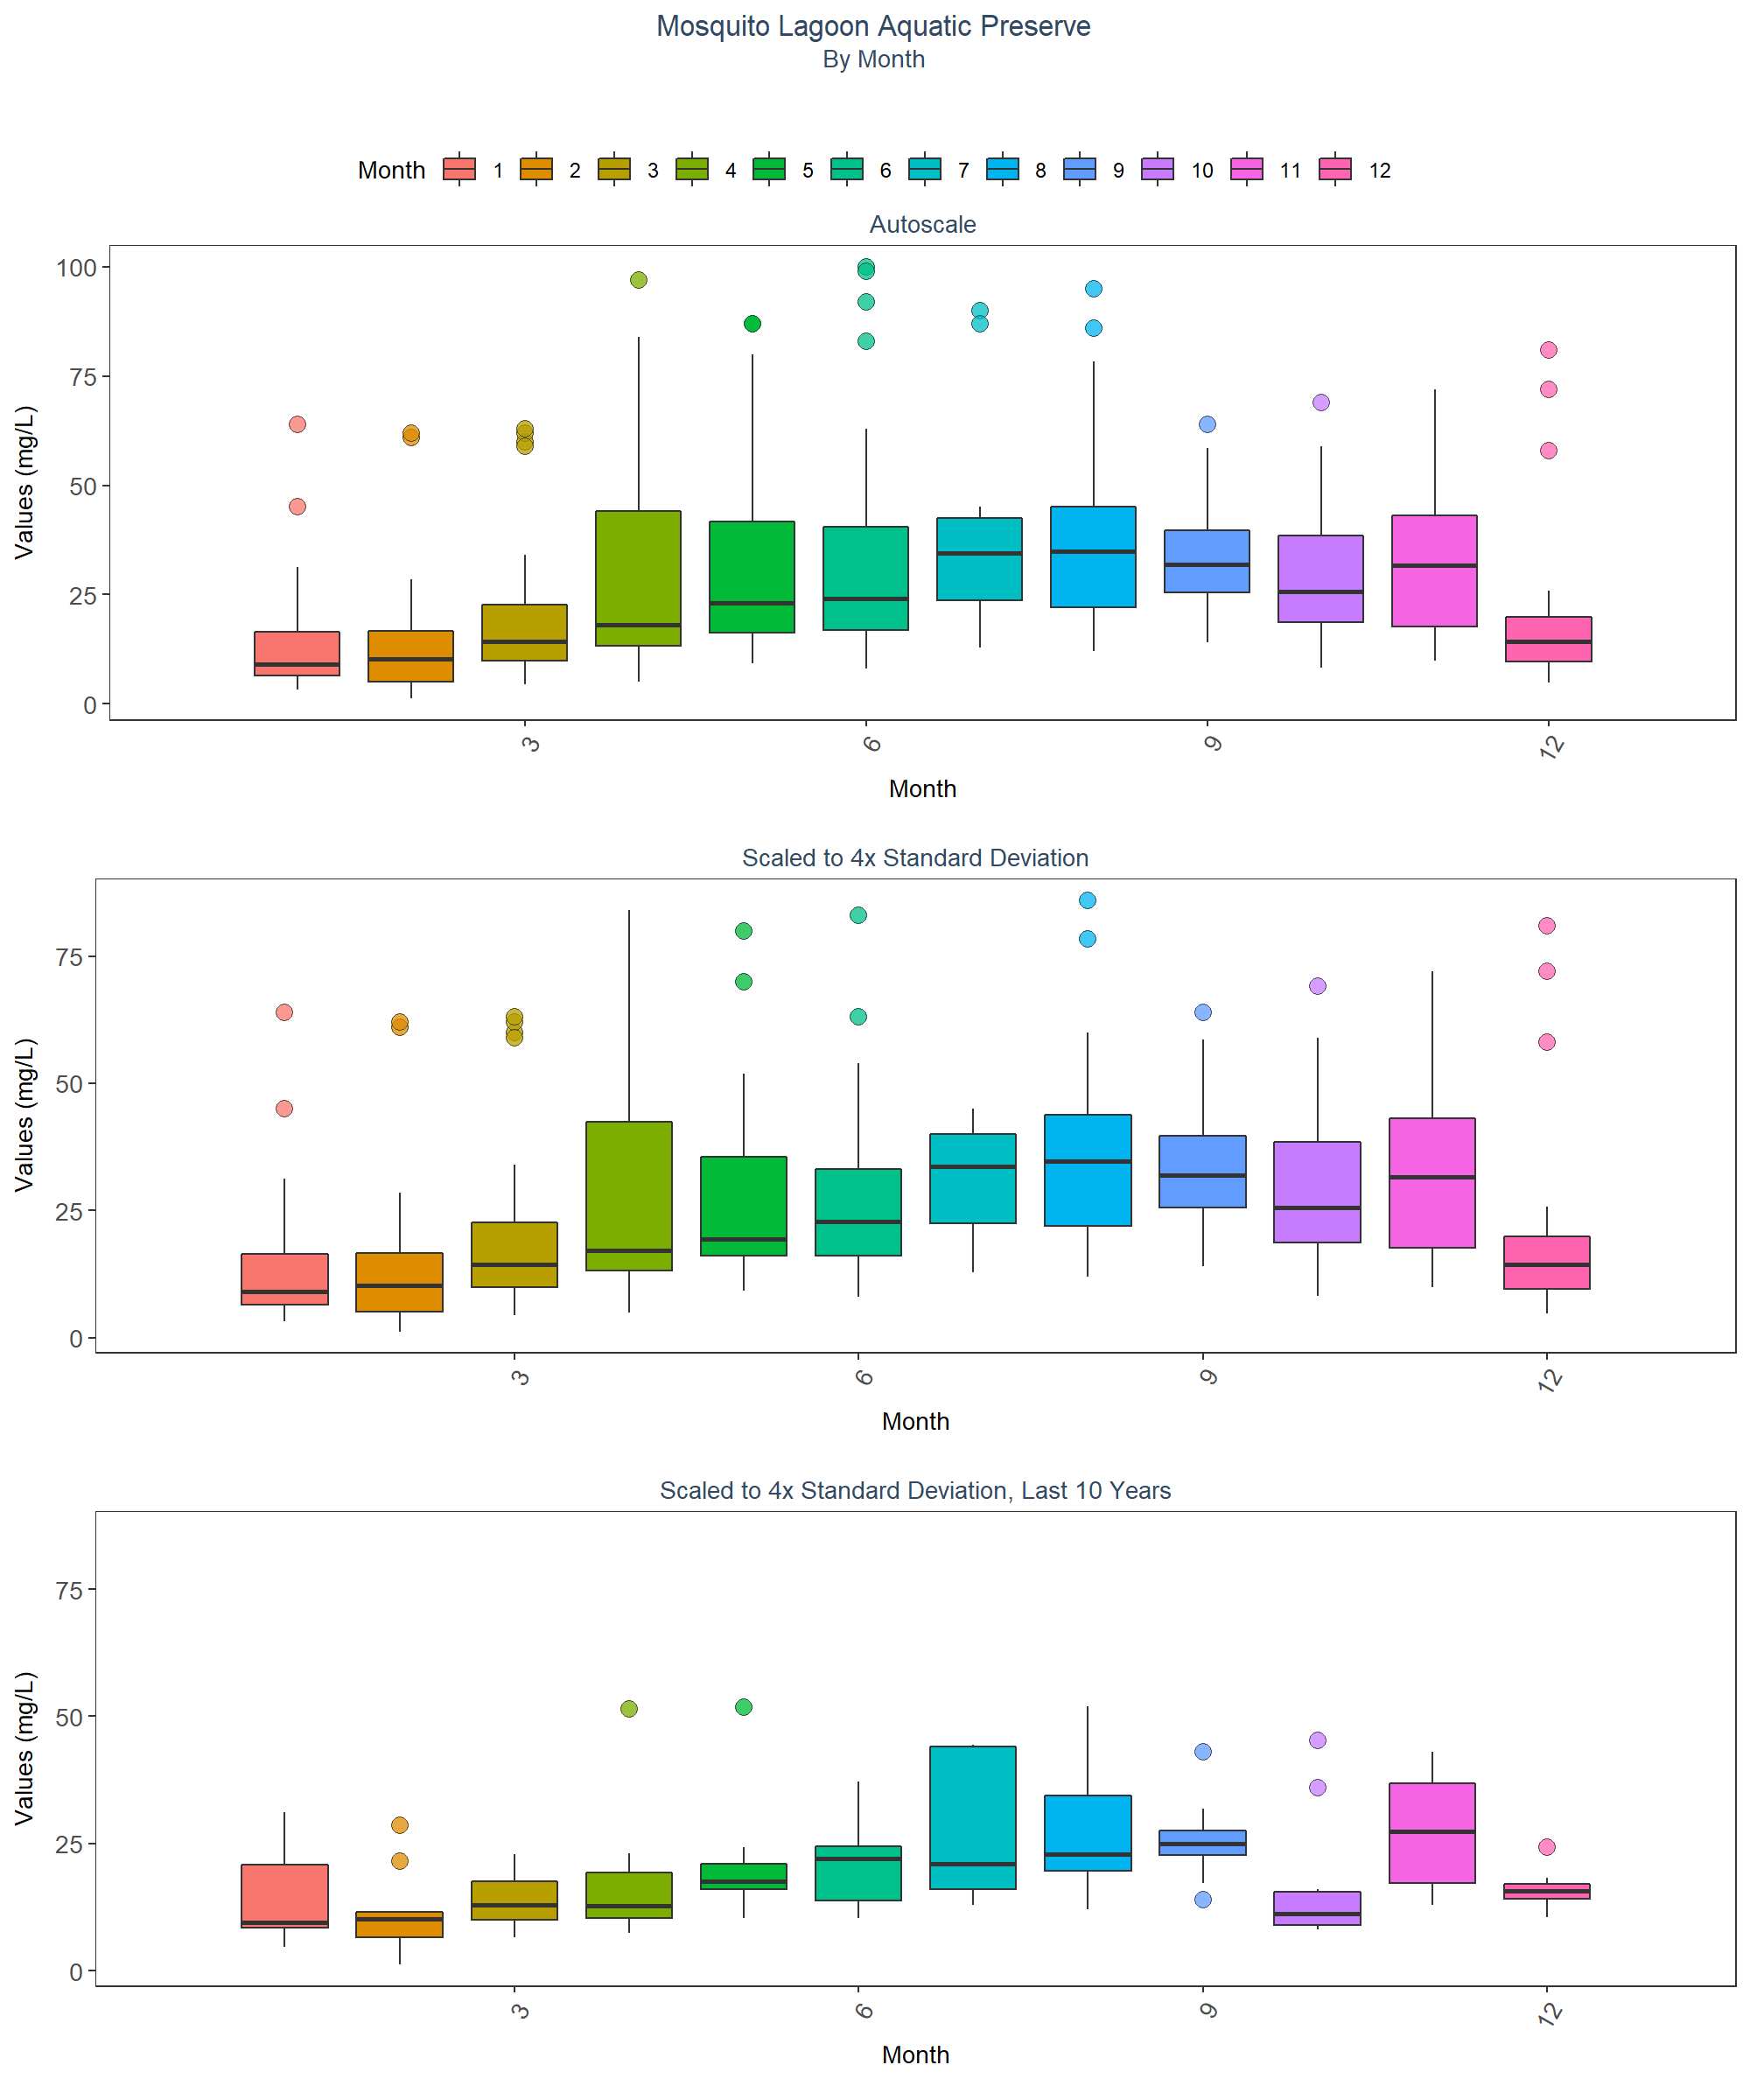 Mosquito Lagoon Aquatic Preserve
By Month
Month 1 2 3 4 5 6 7 8 9 10 11 12
Autoscale
Values (mg/L)
100
75
50
25
0
3 6 9 12
Month
Scaled to 4x Standard Deviation
Values (mg/L)
75
50
25
0
3 6 9 12
Month
Scaled to 4x Standard Deviation, Last 10 Years
Values (mg/L)
75
50
25
0
3 6 9 12
Month